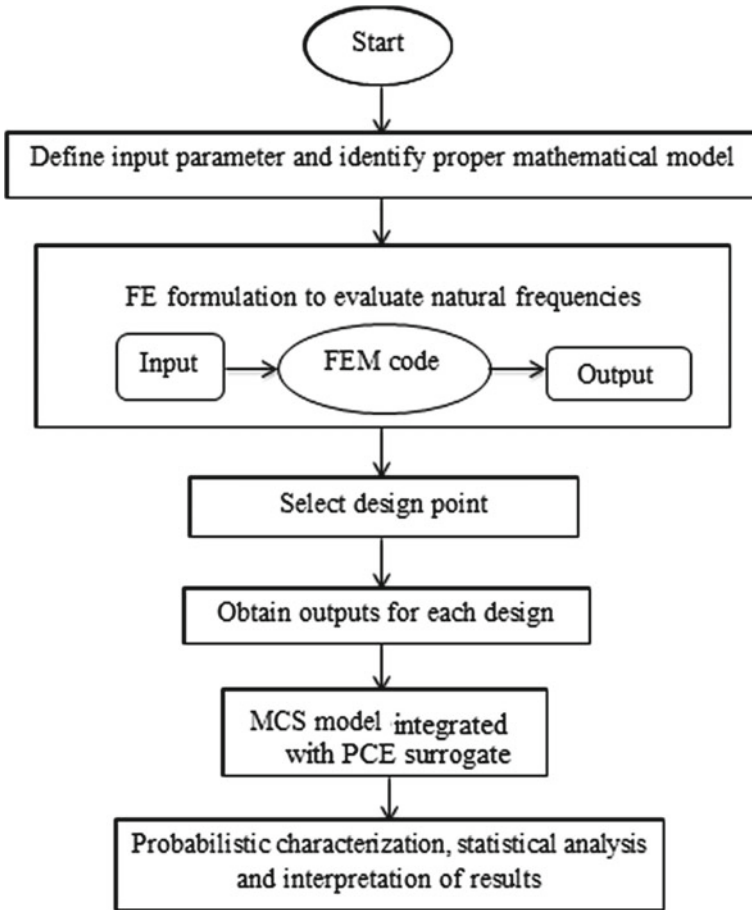 Start
Define input parameter and identify proper mathematical model
FE formulation to evaluate natural frequencies
Input
FEM code
Output
Select design point
Obtain outputs for each design
MCS model integrated
with PCE surrogate
Probabilistic characterization, statistical analysis
and interpretation of results